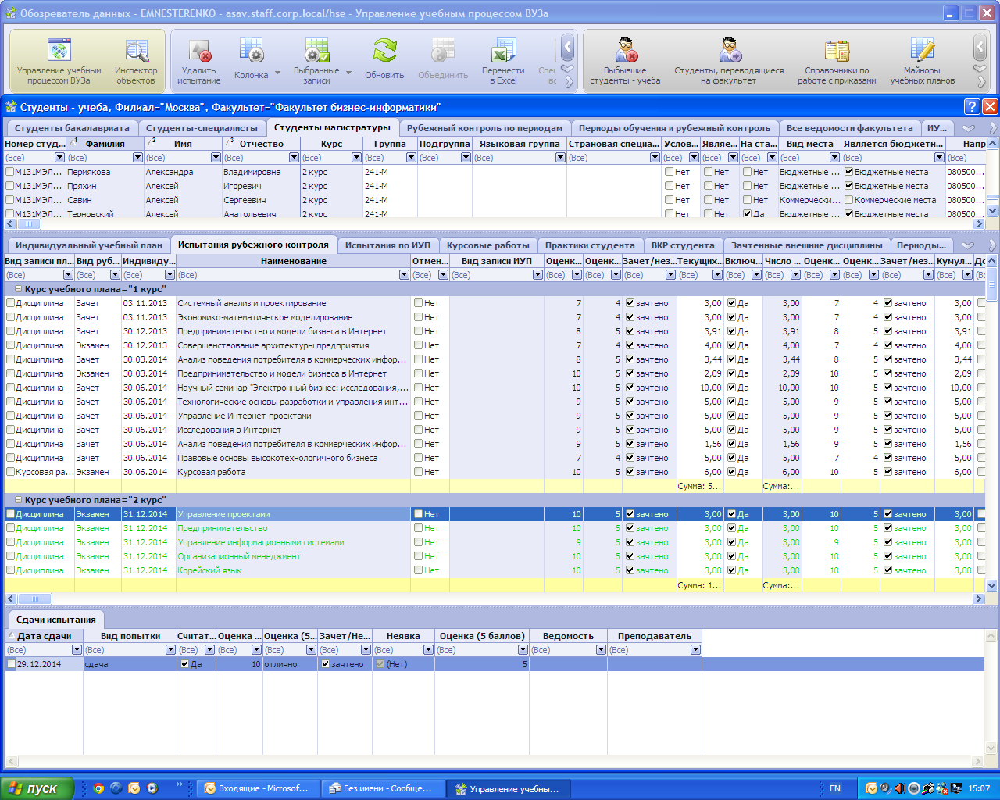 Обозреватель данных - EMNESTERENKO - asav.staff.corp.local/hse - Управление учебным процессом ВУЗа
Управление учебным процессом ВУЗа
Инспектор объектов
Удалить испытание
Колонка
Выбранные записи
Обновить
Объединить
Перенести в Excel
Выбывшие студенты - учеба
Студенты, переводящиеся на факультет
Справочники по работе с приказами
Майноры учебных планов
Студенты - учеба, Филиал="Москва", Факультет="Факультет бизнес-информатики"
Студенты бакалавриата Студенты-специалисты Студенты магистратуры Рубежный контроль по периодам Периоды обучения и рубежный контроль Все ведомости факультета ИУ...
Номер студ... 1 Фамилия 2 Имя 3 Отчество Курс Группа Подгруппа Языковая группа Страновая специа... Услов... Являе... На ста... Вид места Является бюджетн... Напр
(Все) (Все) (Все) (Все) (Все) (Все) (Все) (Все) (Все) (Все) (Все) (Все) (Все) (Все) (Все)
М131МЭЛ... Пермякова Александра Владимировна 2 курс 241-М Нет Нет Нет Бюджетные ... Бюджетные места 080500...
М131МЭЛ... Пряхин Алексей Игоревич 2 курс 241-М Нет Нет Нет Бюджетные ... Бюджетные места 080500...
М131МЭЛ... Савин Алексей Сергеевич 2 курс 241-М Нет Нет Нет Коммерчески... Коммерческие места 080500...
М131МЭЛ... Терновский Алексей Анатольевич 2 курс 241-М Нет Нет Да Бюджетные ... Бюджетные места 080500...
Индивидуальный учебный план Испытания рубежного контроля Испытания по ИУП Курсовые работы Практики студента ВКР студента Зачтенные внешние дисциплины Периоды...
Вид записи пл... Вид руб... Индивиду... Наименование Отмен... Вид записи ИУП Оценк... Оценк... Зачет/нез... Текущих... Включ... Число ... Оценк... Оценк... Зачет/нез... Кумул... До
(Все) (Все) (Все) (Все) (Все) (Все) (Все) (Все) (Все) (Все) (Все) (Все) (Все) (Все) (Все) (Все)
Курс учебного плана="1 курс"
Дисциплина Зачет 03.11.2013 Системный анализ и проектирование Нет 7 4 зачтено 3,00 Да 3,00 7 4 зачтено 3,00
Дисциплина Зачет 03.11.2013 Экономико-математическое моделирование Нет 7 4 зачтено 3,00 Да 3,00 7 4 зачтено 3,00
Дисциплина Зачет 30.12.2013 Предпринимательство и модели бизнеса в Интернет Нет 8 5 зачтено 3,91 Да 3,91 8 5 зачтено 3,91
Дисциплина Экзамен 30.12.2013 Совершенствование архитектуры предприятия Нет 7 4 зачтено 4,00 Да 4,00 7 4 зачтено 4,00
Дисциплина Зачет 30.03.2014 Анализ поведения потребителя в коммерческих инфор... Нет 8 5 зачтено 3,44 Да 3,44 8 5 зачтено 3,44
Дисциплина Экзамен 30.03.2014 Предпринимательство и модели бизнеса в Интернет Нет 10 5 зачтено 2,09 Да 2,09 10 5 зачтено 2,09
Дисциплина Зачет 30.06.2014 Научный семинар "Электронный бизнес: исследования,... Нет 10 5 зачтено 10,00 Да 10,00 10 5 зачтено 10,00
Дисциплина Зачет 30.06.2014 Технологические основы разработки и управления инт... Нет 9 5 зачтено 5,00 Да 5,00 9 5 зачтено 5,00
Дисциплина Зачет 30.06.2014 Управление Интернет-проектами Нет 9 5 зачтено 5,00 Да 5,00 9 5 зачтено 5,00
Дисциплина Зачет 30.06.2014 Исследования в Интернет Нет 9 5 зачтено 5,00 Да 5,00 9 5 зачтено 5,00
Дисциплина Зачет 30.06.2014 Анализ поведения потребителя в коммерческих инфор... Нет 9 5 зачтено 1,56 Да 1,56 9 5 зачтено 1,56
Дисциплина Зачет 30.06.2014 Правовые основы высокотехнологичного бизнеса Нет 7 4 зачтено 5,00 Да 5,00 7 4 зачтено 5,00
Курсовая ра... Экзамен 30.06.2014 Курсовая работа Нет 10 5 зачтено 6,00 Да 6,00 10 5 зачтено 6,00
Сумма: 5... Сумма:...
Курс учебного плана="2 курс"
Дисциплина Экзамен 31.12.2014 Управление проектами Нет 10 5 зачтено 3,00 Да 3,00 10 5 зачтено 3,00
Дисциплина Экзамен 31.12.2014 Предпринимательство Нет 10 5 зачтено 3,00 Да 3,00 10 5 зачтено 3,00
Дисциплина Экзамен 31.12.2014 Управление информационными системами Нет 9 5 зачтено 3,00 Да 3,00 9 5 зачтено 3,00
Дисциплина Экзамен 31.12.2014 Организационный менеджмент Нет 10 5 зачтено 3,00 Да 3,00 10 5 зачтено 3,00
Дисциплина Экзамен 31.12.2014 Корейский язык Нет 10 5 зачтено 3,00 Да 3,00 10 5 зачтено 3,00
Сумма: 1... Сумма:...
Сдачи испытания
Дата сдачи Вид попытки Считат... Оценка ... Оценка (5... Зачет/Не... Неявка Оценка (5 баллов) Ведомость Преподаватель
(Все) (Все) (Все) (Все) (Все) (Все) (Все) (Все) (Все) (Все)
29.12.2014 сдача Да 10 отлично зачтено (Нет) 5
пуск Входящие - Microsof... Без имени - Сообще... Управление учебны... EN 15:07